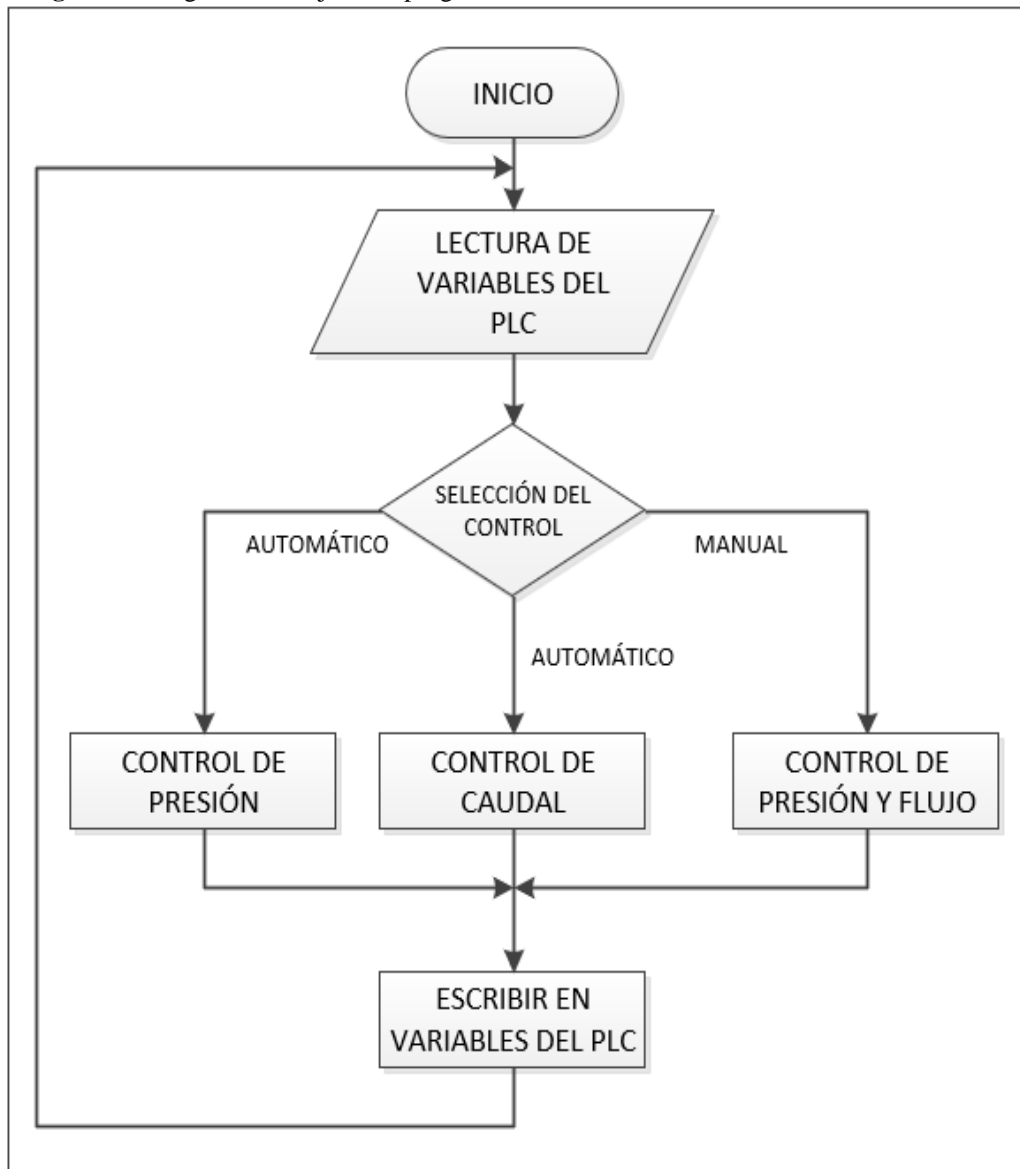 INICIO
LECTURA DE
VARIABLES DEL
PLC
SELECCIÓN DEL
CONTROL
AUTOMÁTICO
MANUAL
AUTOMÁTICO
CONTROL DE
PRESIÓN
CONTROL DE
CAUDAL
CONTROL DE
PRESIÓN Y FLUJO
ESCRIBIR EN
VARIABLES DEL PLC